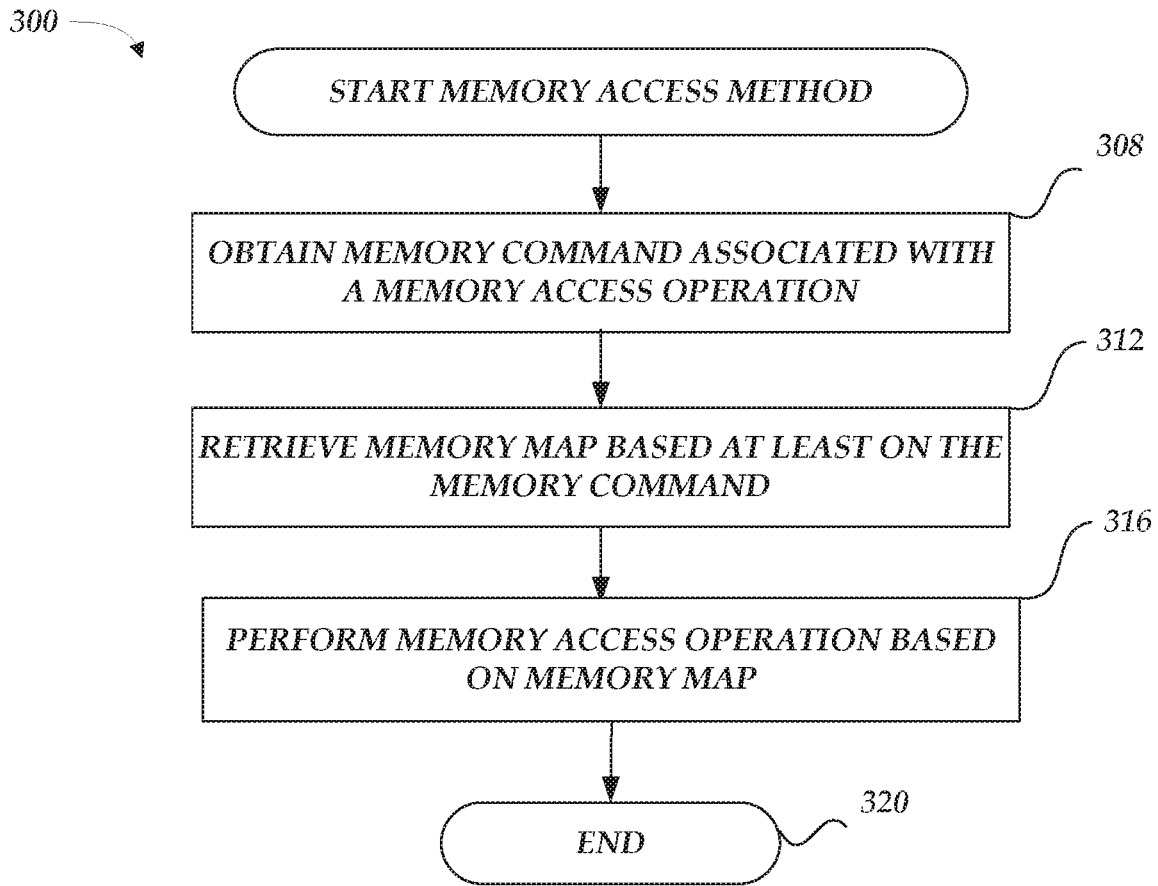 300
START MEMORY ACCESS METHOD
308
OBTAIN MEMORY COMMAND ASSOCIATED WITH
A MEMORY ACCESS OPERATION
312
RETRIEVE MEMORY MAP BASED AT LEAST ON THE
MEMORY COMMAND
316
PERFORM MEMORY ACCESS OPERATION BASED
ON MEMORY MAP
320
END